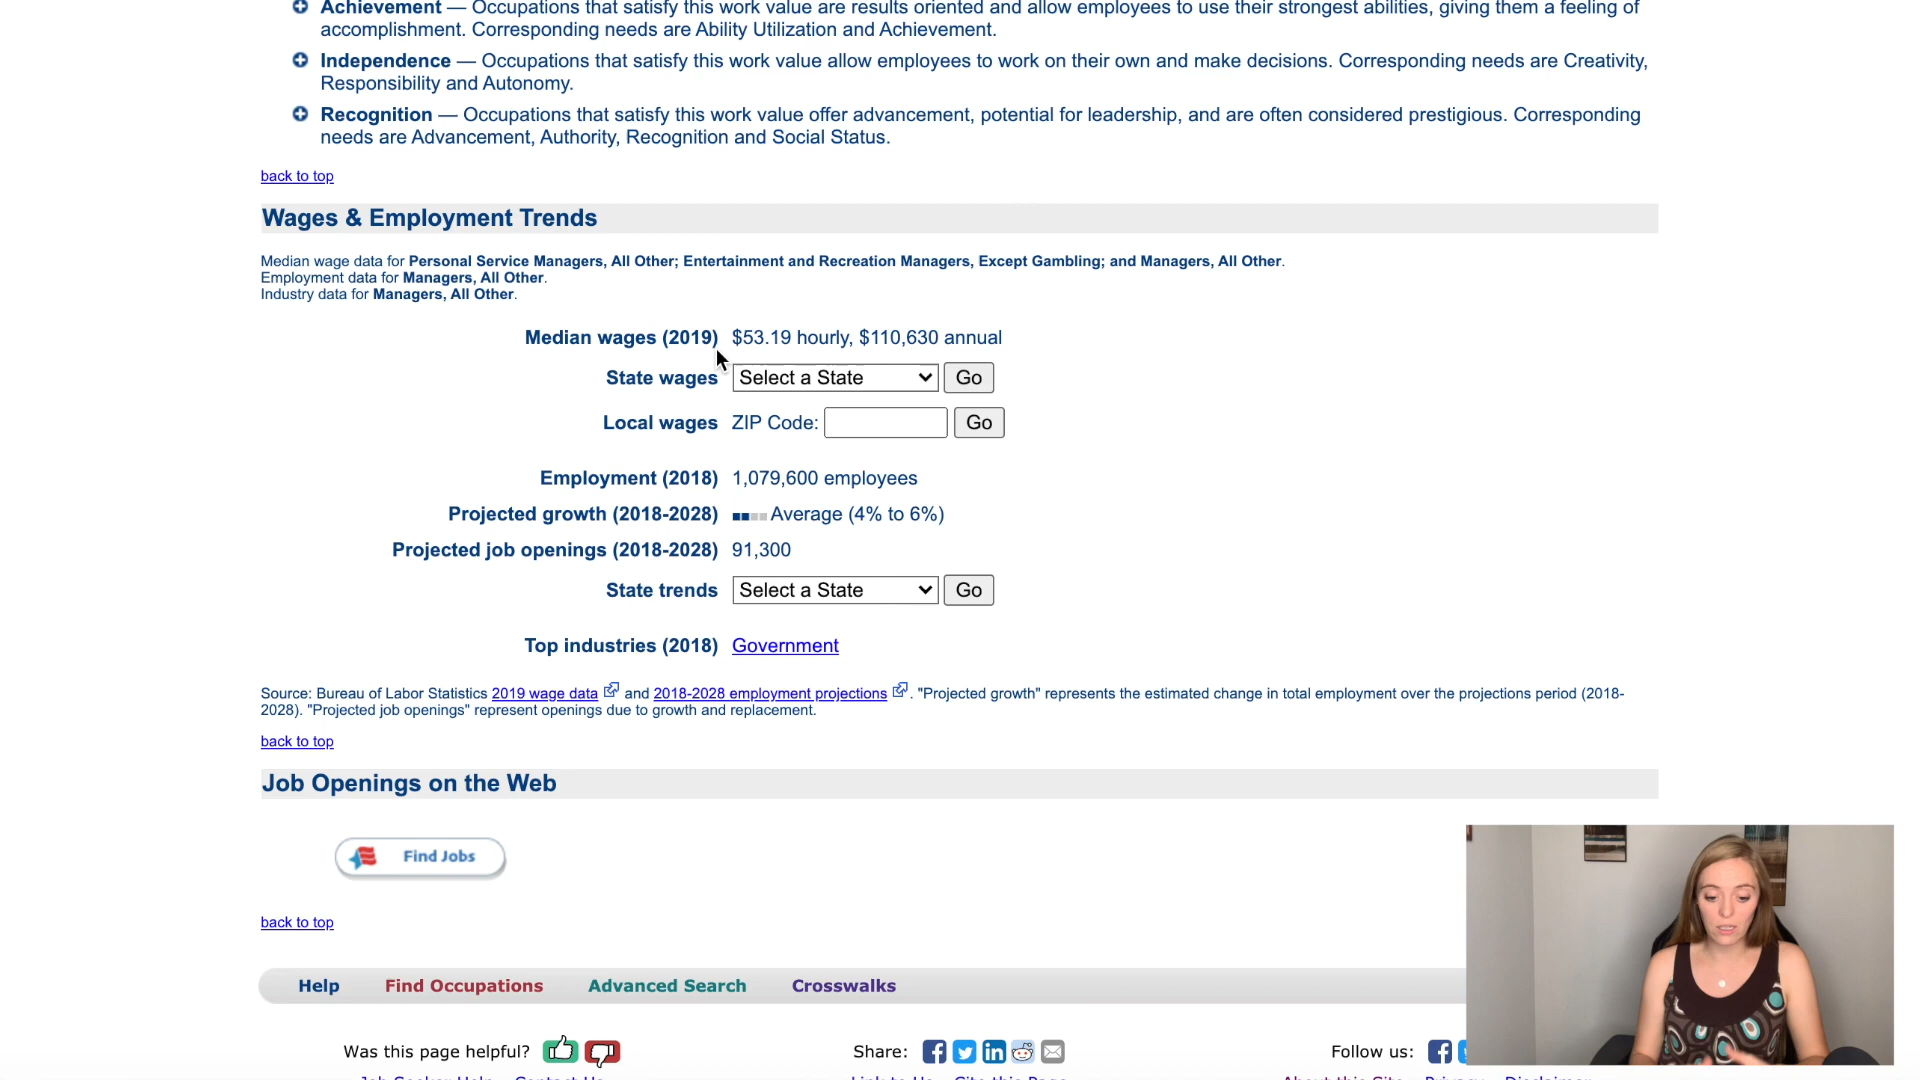 Achievement — Occupations that satisfy this work value are results oriented and allow employees to use their strongest abilities, giving them a feeling of
accomplishment. Corresponding needs are Ability Utilization and Achievement.
Independence — Occupations that satisfy this work value allow employees to work on their own and make decisions. Corresponding needs are Creativity,
Responsibility and Autonomy.
Recognition — Occupations that satisfy this work value offer advancement, potential for leadership, and are often considered prestigious. Corresponding
needs are Advancement, Authority, Recognition and Social Status.
back to top
Wages & Employment Trends
Median wage data for Personal Service Managers, All Other; Entertainment and Recreation Managers, Except Gambling; and Managers, All Other.
Employment data for Managers, All Other.
Industry data for Managers, All Other.
Median wages (2019) $53.19 hourly, $110,630 annual
State wages Select a State Go
Local wages ZIP Code: Go
Employment (2018) 1,079,600 employees
Projected growth (2018-2028) Average (4% to 6%)
Projected job openings (2018-2028) 91,300
State trends Select a State Go
Top industries (2018) Government
Source: Bureau of Labor Statistics 2019 wage data and 2018-2028 employment projections . "Projected growth" represents the estimated change in total employment over the projections period (2018-
2028). "Projected job openings" represent openings due to growth and replacement.
back to top
Job Openings on the Web
Find Jobs
back to top
Help Find Occupations Advanced Search Crosswalks
Was this page helpful? Share: Follow us: